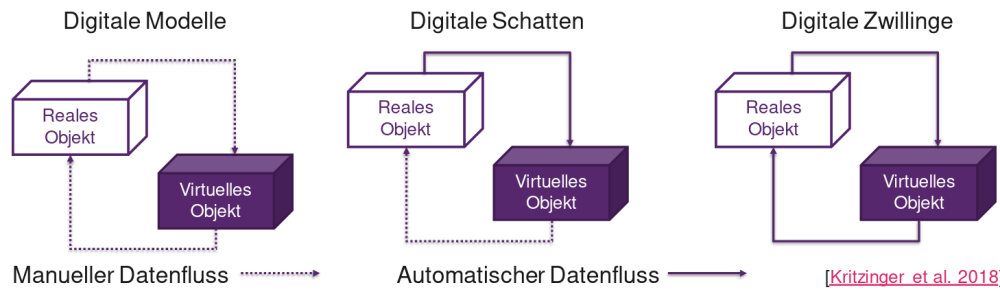 Digitale Modelle
Digitale Schatten
Digitale Zwillinge
Reales
Objekt
Virtuelles
Objekt
Reales
Objekt
Virtuelles
Objekt
Reales
Objekt
Virtuelles
Objekt
Manueller Datenfluss
Automatischer Datenfluss
[Kritzinger et al. 2018]